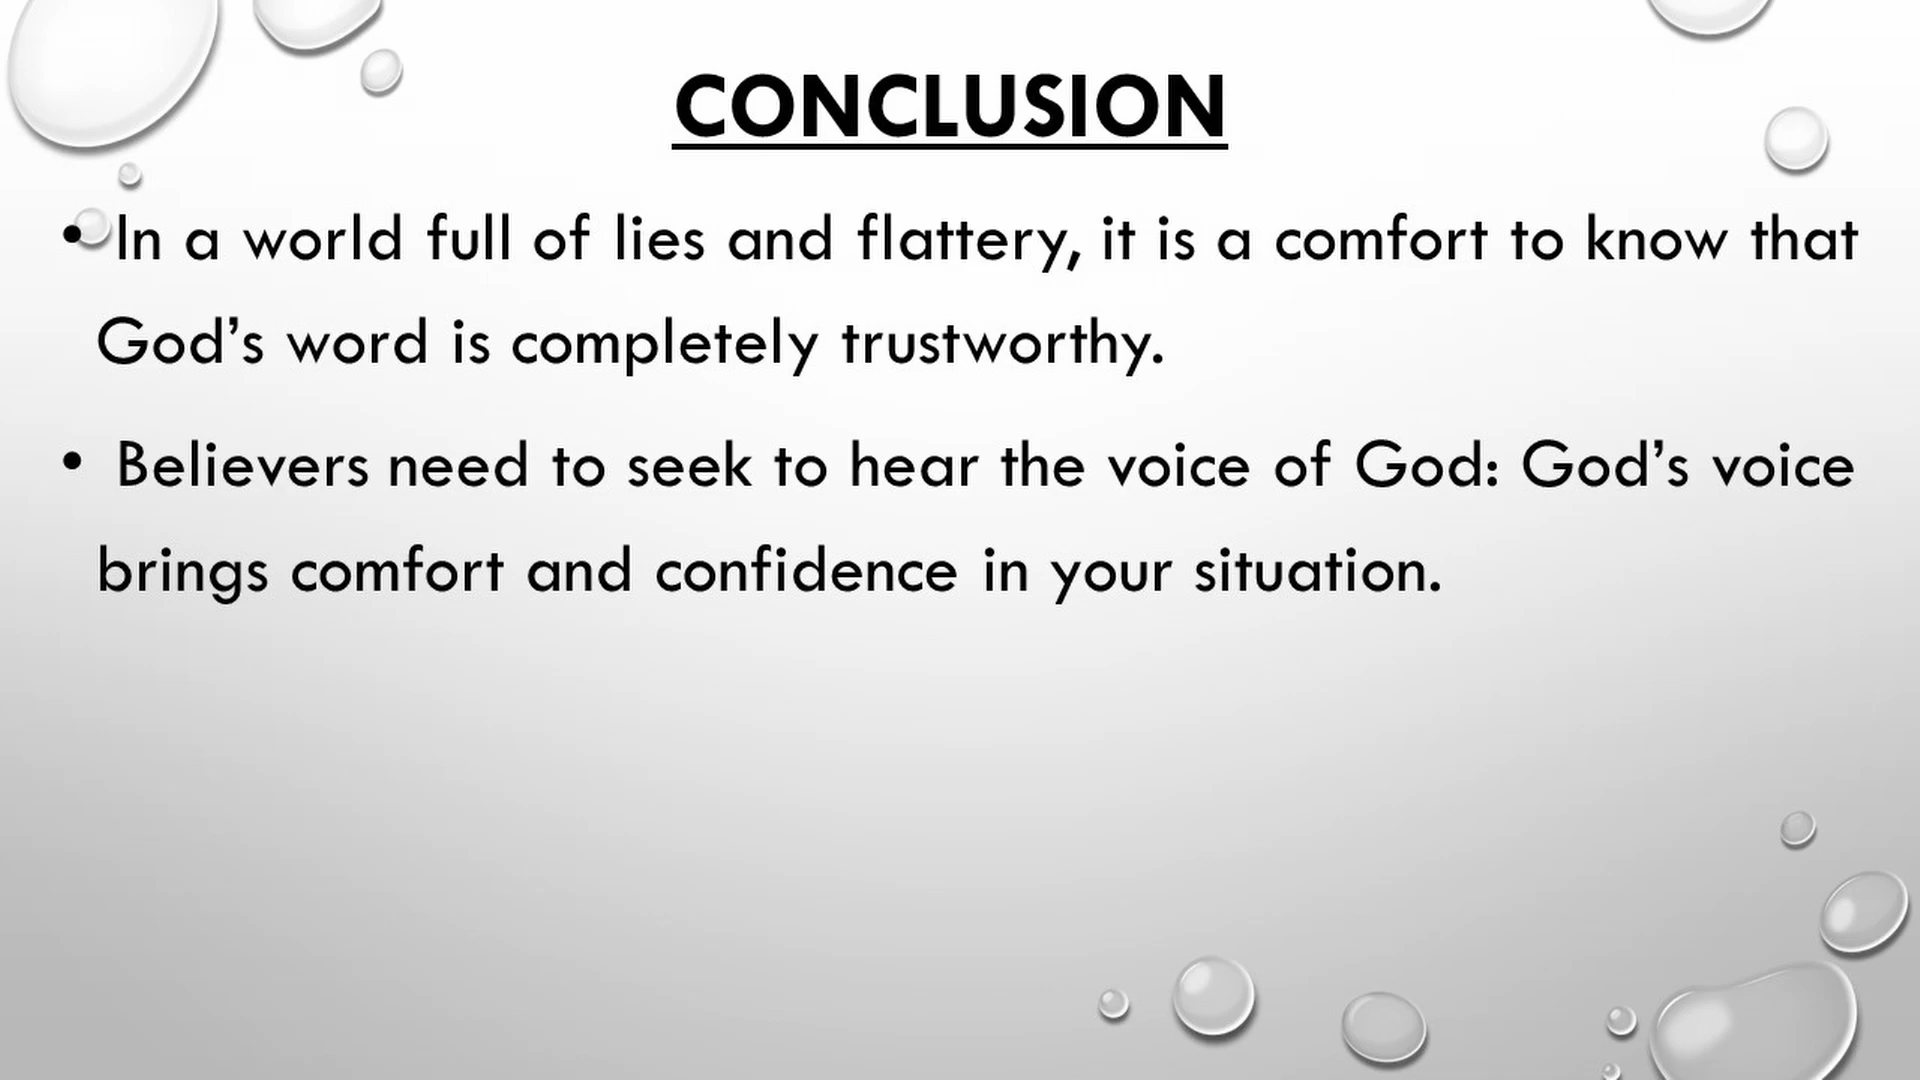 CONCLUSION
• In a world full of lies and flattery, it is a comfort to know that
God’s word is completely trustworthy.
• Believers need to seek to hear the voice of God: God’s voice
brings comfort and confidence in your situation.